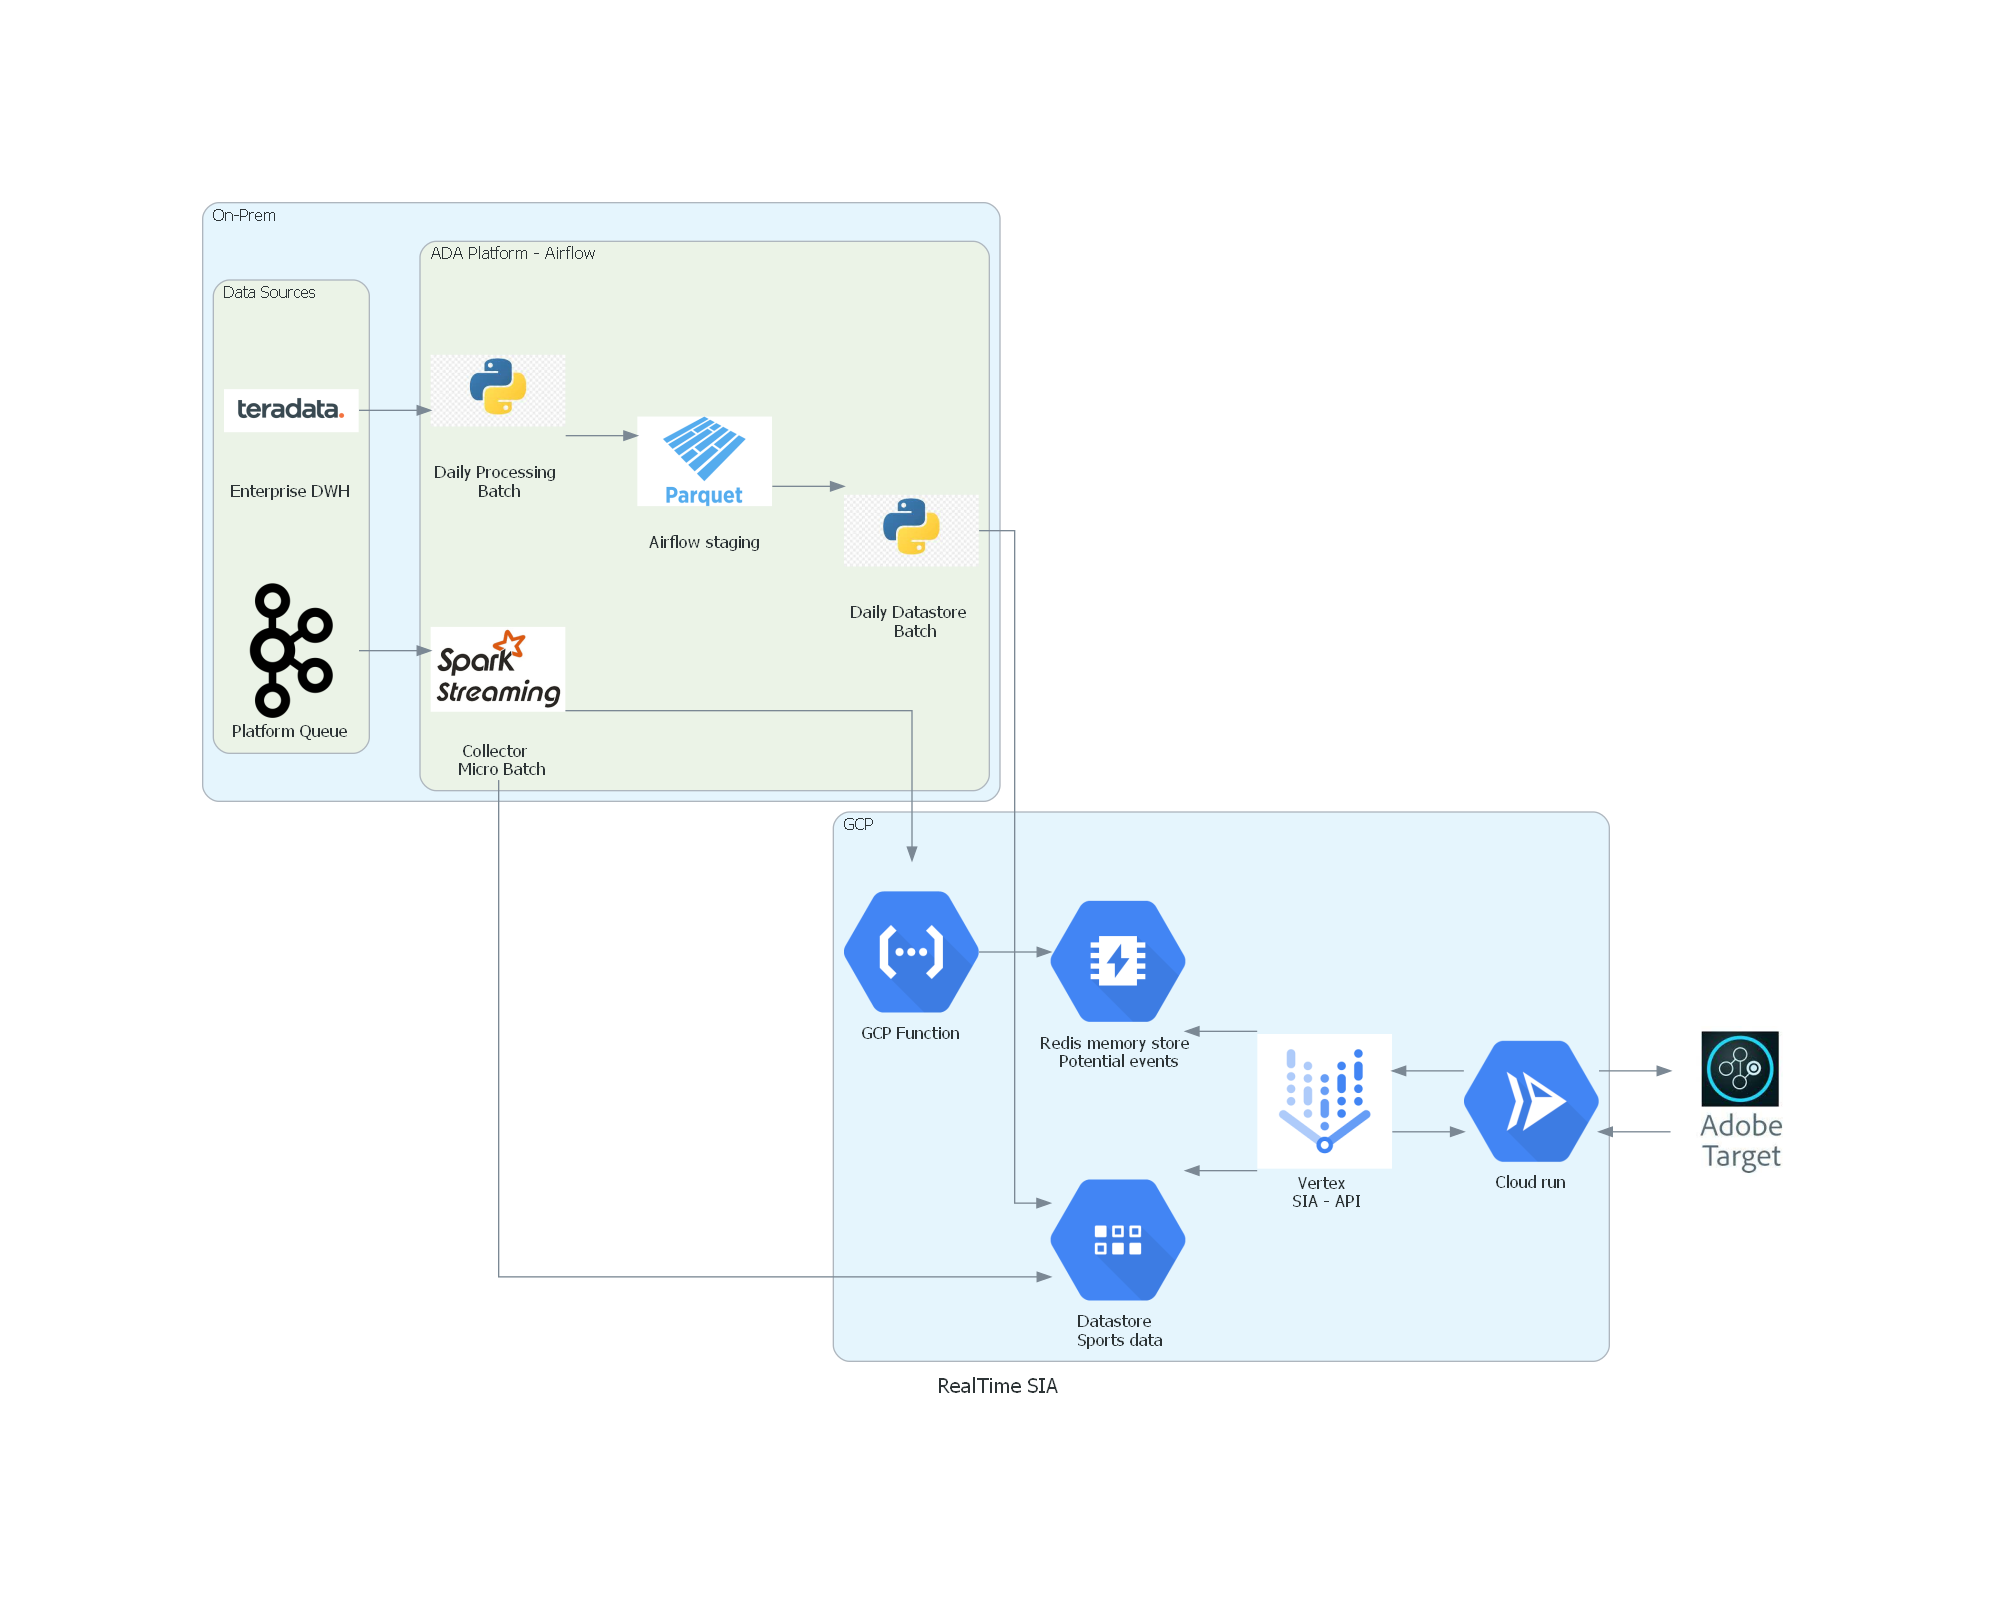 On-Prem
ADA Platform - Airflow
Data Sources
teradata.
Enterprise DWH
Daily Processing
Batch
Parquet
Airflow staging
Daily Datastore
Batch
Platform Queue
Spark
Streaming
Collector
Micro Batch
GCP
GCP Function
Redis memory store
Potential events
Vertex
SIA - API
Cloud run
Adobe
Target
Datastore
Sports data
RealTime SIA